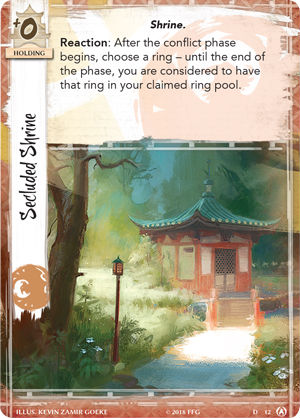 +0
HOLDING
Shrine.
Reaction: After the conflict phase
begins, choose a ring – until the end of
the phase, you are considered to have
that ring in your claimed ring pool.
Secluded Shrine
ILLUS. KEVIN ZAMIR GOEKE
© 2018 FFG
D 12